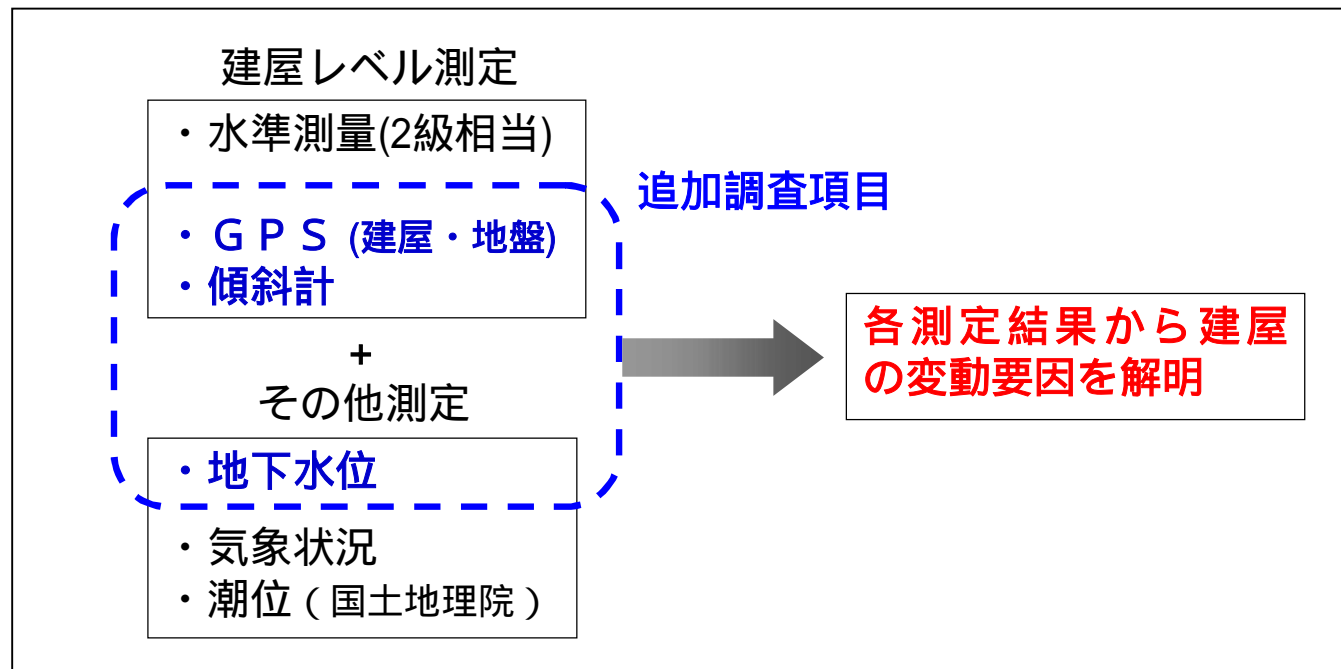 建屋レベル測定
・水準測量(2級相当)
追加調査項目
・ＧＰＳ (建屋・地盤)
・傾斜計
+
その他測定
・地下水位
・気象状況
・潮位（国土地理院）
各測定結果から建屋
の変動要因を解明